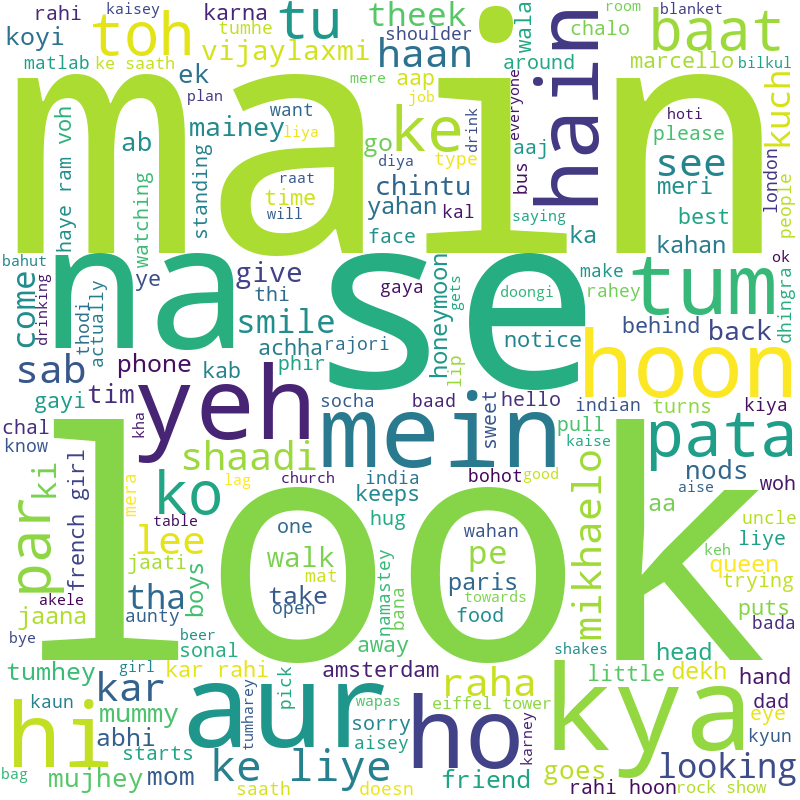 rahi
kaisey
karna
tu
theek
room
blanket
koyi
toh
tumhe
haan
shoulder
wala
chalo
baat
matlab
ke saath
vijaylaxmi
around
hain
marcello
bilkul
ek
aap
mere
everyone
kuch
plan
job
want
drink
hoti
main
haye ram voh
ab
standing
mainey
liya
go
ke
type
aaj
bus
please
see
london
people
raat
diya
time
chintu
meri
will
yahan
kal
saying
best
watching
face
ka
kahan
bahut
ye
give
gaya
honeymoon
gets
make
ok
come
drinking
thodi
actually
na
thi
se
doongi
rahey
tum
dhingra
smile
rajori
notice
behind
back
achha
phir
sab
phone
kab
lip
hoon
gayi
tim
yeh
socha
baad
sweet
hello
indian
turns
kiya
chal
kha
mein
pull
pata
know
shaadi
kaise
ki
french girl
mera
ko
lag
church
india
bohot
good
mikhaelo
nods
aise
woh
keeps
look
par
table
hug
one
wahan
aa
uncle
lee
walk
pe
keh
liye
jaati
boys
mat
namastey
paris
queen
akele
tha
take
bana
towards
trying
jaana
aunty
open
food
puts
bada
bye
beer
away
shakes
head
sonal
tumhey
girl
kar rahi
amsterdam
little
dekh
hand
hi
kaun
kar
pick
wapas
raha
kya
dad
mummy
aur
tumharey
eiffel tower
eye
abhi
sorry
ho
karney
kyun
starts
aisey
looking
bag
mujhey
mom
ke liye
friend
goes
saath
doesn
rahi hoon
rock show